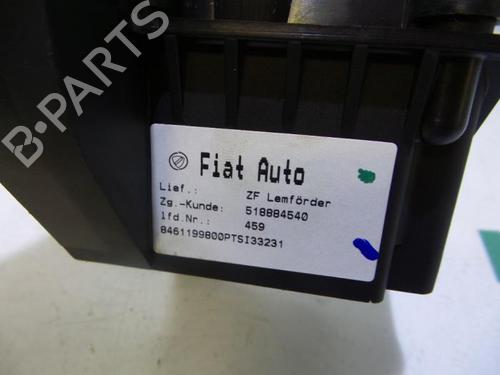 B-PARTS
Fiat Auto
Lief.: ZF Lemförder
Zg.-Kunde: 518884540
lfd.Nr.: 459
8461199800PTSI33231